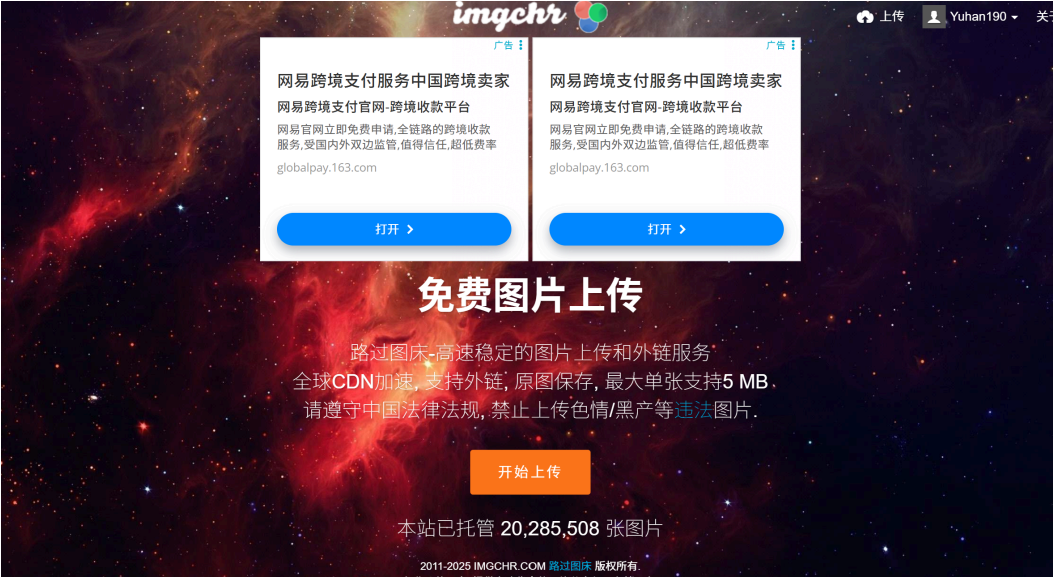 imgchr
上传
Yuhan190
关于
广告
网易跨境支付服务中国跨境卖家
网易跨境支付官网-跨境收款平台
网易官网立即免费申请,全链路的跨境收款
服务,受国内外双边监管,值得信任,超低费率
globalpay.163.com
打开
广告
网易跨境支付服务中国跨境卖家
网易跨境支付官网-跨境收款平台
网易官网立即免费申请,全链路的跨境收款
服务,受国内外双边监管,值得信任,超低费率
globalpay.163.com
打开
免费图片上传
路过图床-高速稳定的图片上传和外链服务
全球CDN加速, 支持外链, 原图保存, 最大单张支持5 MB
请遵守中国法律法规, 禁止上传色情/黑产等违法图片.
开始上传
本站已托管 20,285,508 张图片
2011-2025 IMGCHR.COM 路过图床 版权所有.